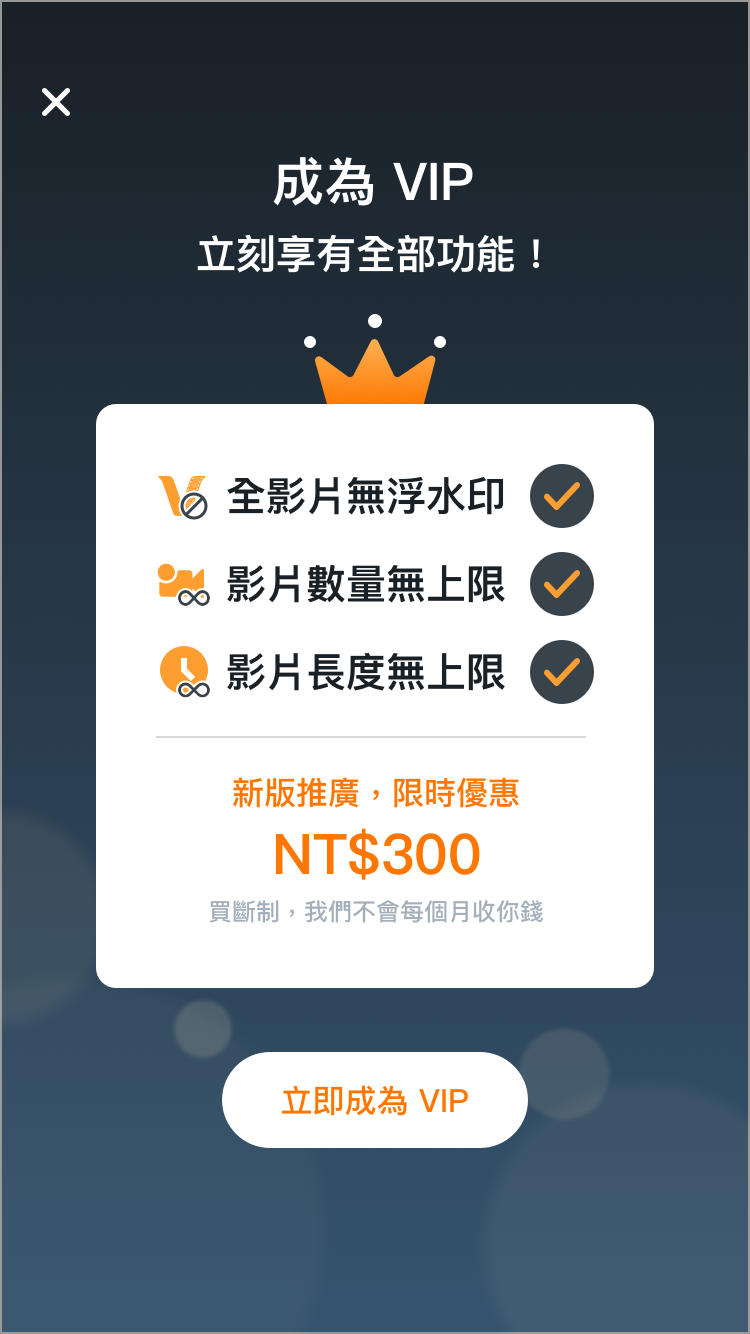 成為 VIP
立刻享有全部功能！
全影片無浮水印
影片數量無上限
影片長度無上限
新版推廣，限時優惠
NT$300
買斷制，我們不會每個月收你錢
立即成為 VIP